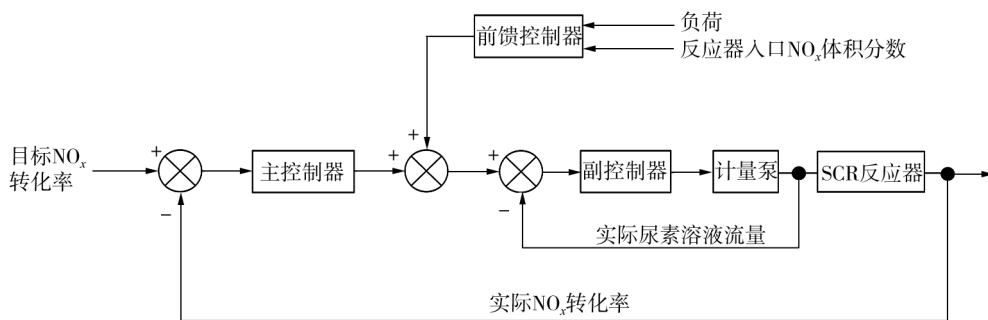 负荷
前馈控制器
反应器入口NOₓ体积分数
+
目标NOₓ
转化率
+
主控制器
+
+
副控制器
计量泵
SCR反应器
−
−
实际尿素溶液流量
实际NOₓ转化率